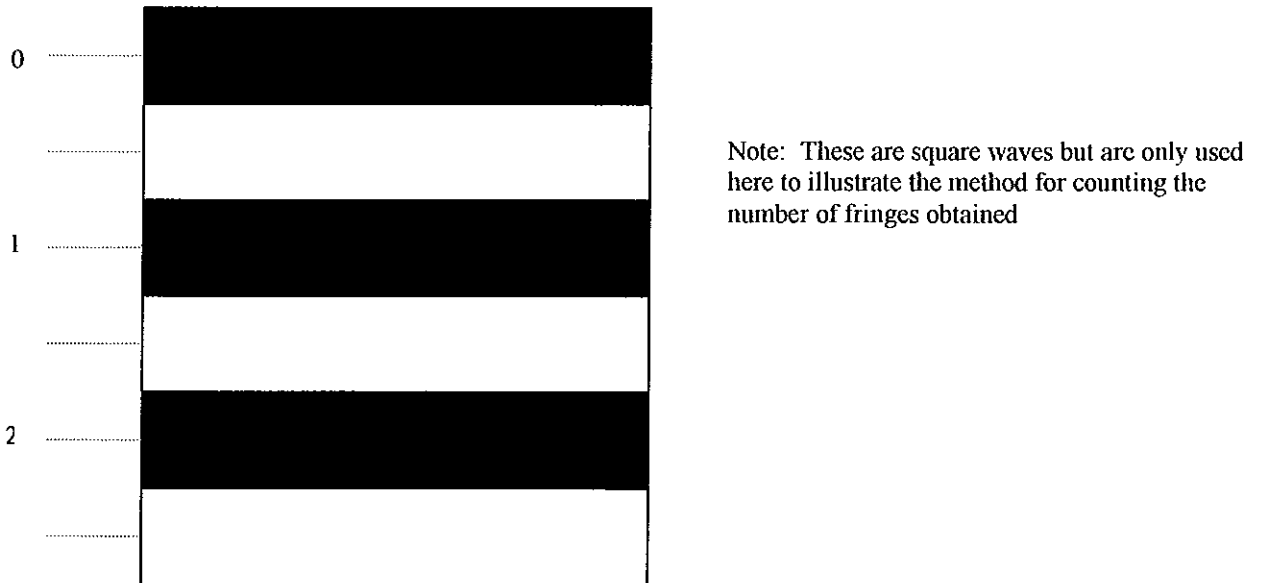 0
1
2
Note: These are square waves but are only used
here to illustrate the method for counting the
number of fringes obtained